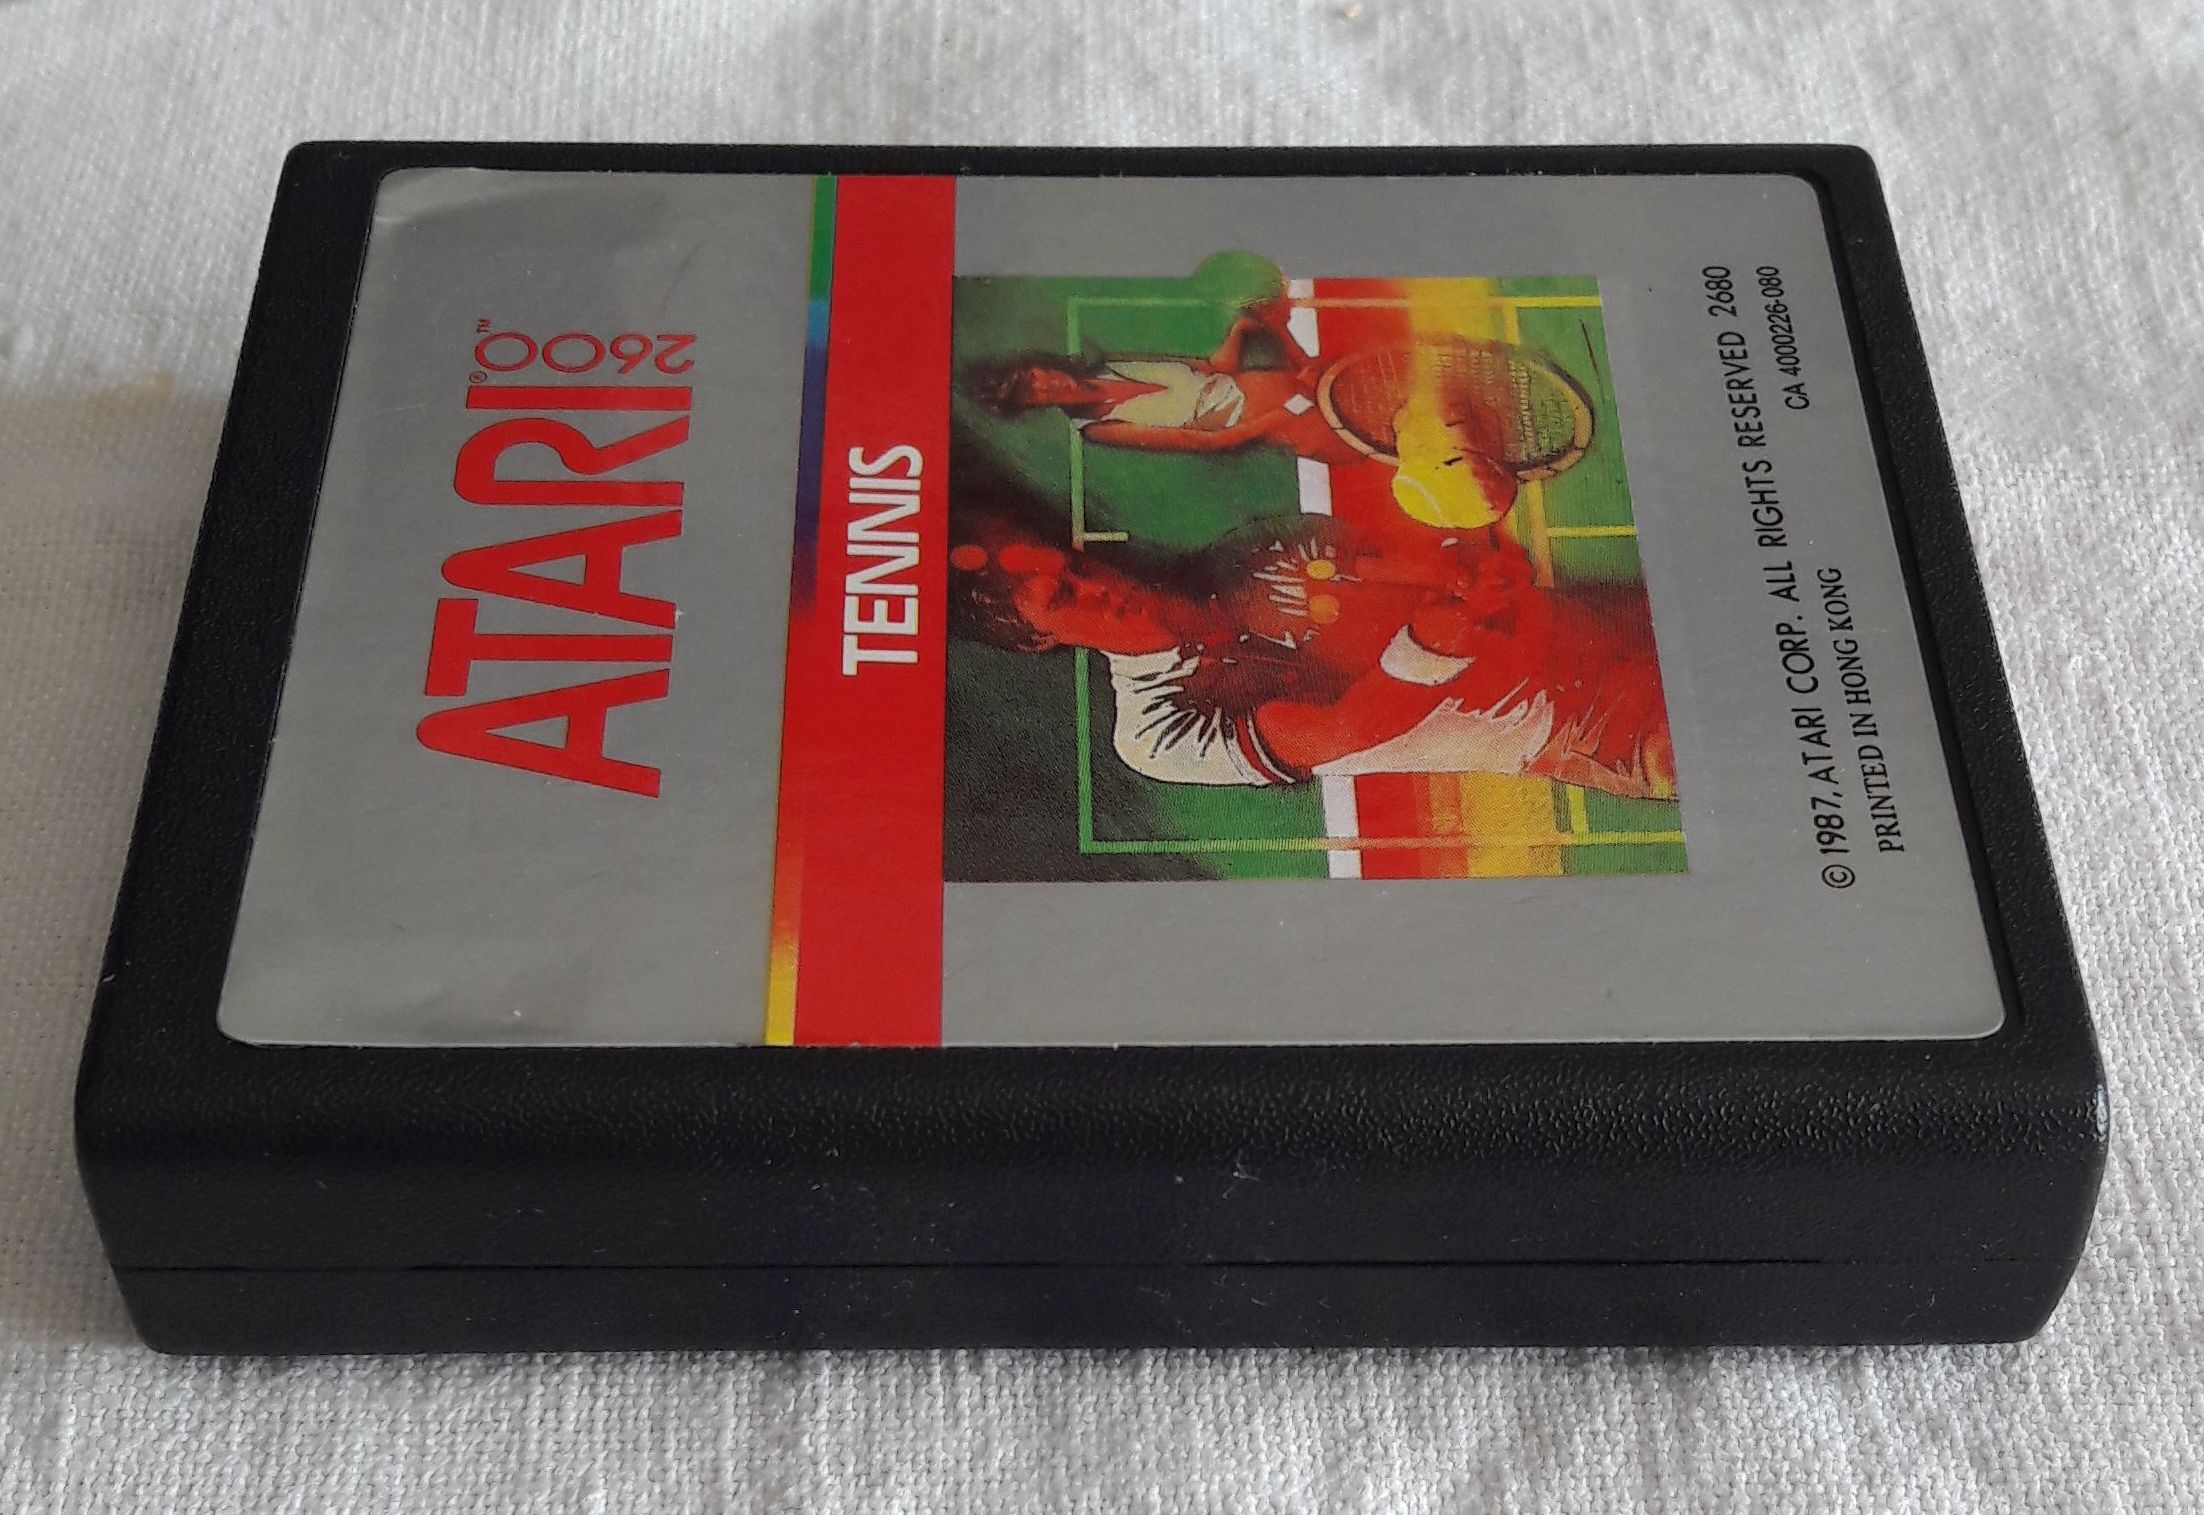 ATARI® 2600™
TENNIS
© 1987, ATARI CORP. ALL RIGHTS RESERVED 2680
PRINTED IN HONG KONG CA 4000226-080